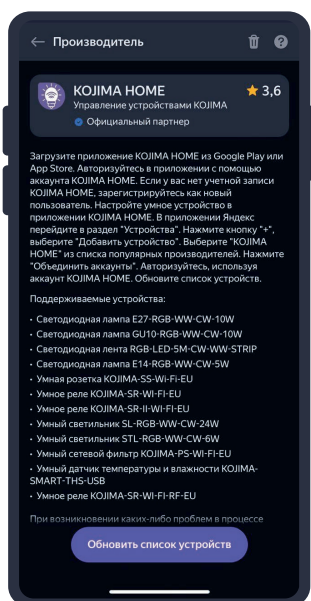 ← Производитель
KOJIMA HOME
3,6
Управление устройствами KOJIMA
Официальный партнер
Загрузите приложение KOJIMA HOME из Google Play или
App Store. Авторизуйтесь в приложении с помощью
аккаунта KOJIMA HOME. Если у вас нет учетной записи
KOJIMA HOME, зарегистрируйтесь как новый
пользователь. Настройте умное устройство в
приложении KOJIMA HOME. В приложении Яндекс
перейдите в раздел "Устройства". Нажмите кнопку "+",
выберите "Добавить устройство". Выберите "KOJIMA
HOME" из списка популярных производителей. Нажмите
"Объединить аккаунты". Авторизуйтесь, используя
аккаунт KOJIMA HOME. Обновите список устройств.
Поддерживаемые устройства:
• Светодиодная лампа E27-RGB-WW-CW-10W
• Светодиодная лампа GU10-RGB-WW-CW-10W
• Светодиодная лента RGB-LED-5M-CW-WW-STRIP
• Светодиодная лампа E14-RGB-WW-CW-5W
• Умная розетка KOJIMA-SS-Wi-Fi-EU
• Умное реле KOJIMA-SR-WI-FI-EU
• Умное реле KOJIMA-SR-II-WI-FI-EU
• Умный светильник SL-RGB-WW-CW-24W
• Умный светильник STL-RGB-WW-CW-6W
• Умный сетевой фильтр KOJIMA-PS-WI-FI-EU
• Умный датчик температуры и влажности KOJIMA-
SMART-THS-USB
• Умное реле KOJIMA-SR-WI-FI-RF-EU
При возникновении каких-либо проблем в процессе
Обновить список устройств